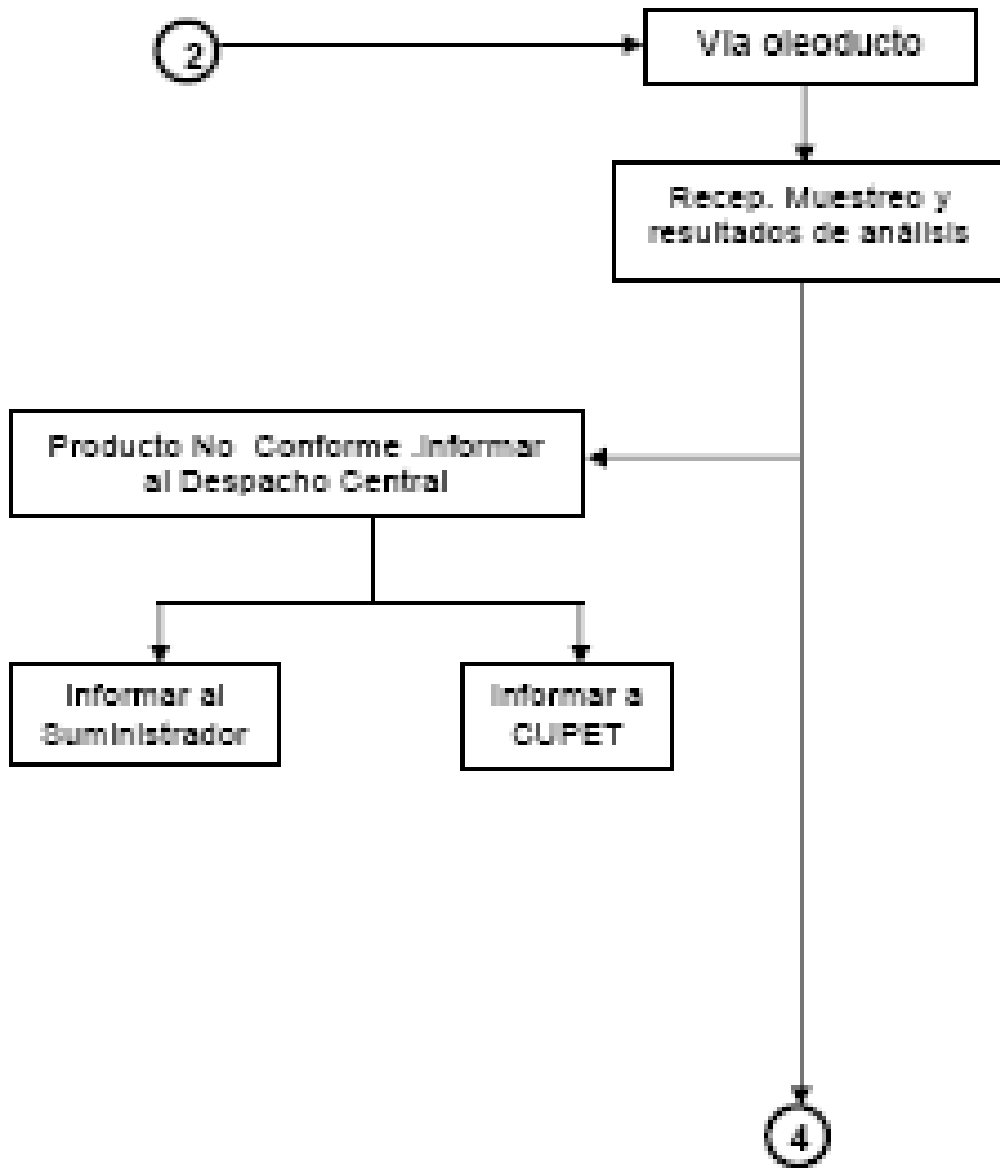 2
Vía oleoducto
Recep. Muestreo y
resultados de análisis
Producto No Conforme .Informar
al Despacho Central
Informar al
Suministrador
Informar a
CUPET
4